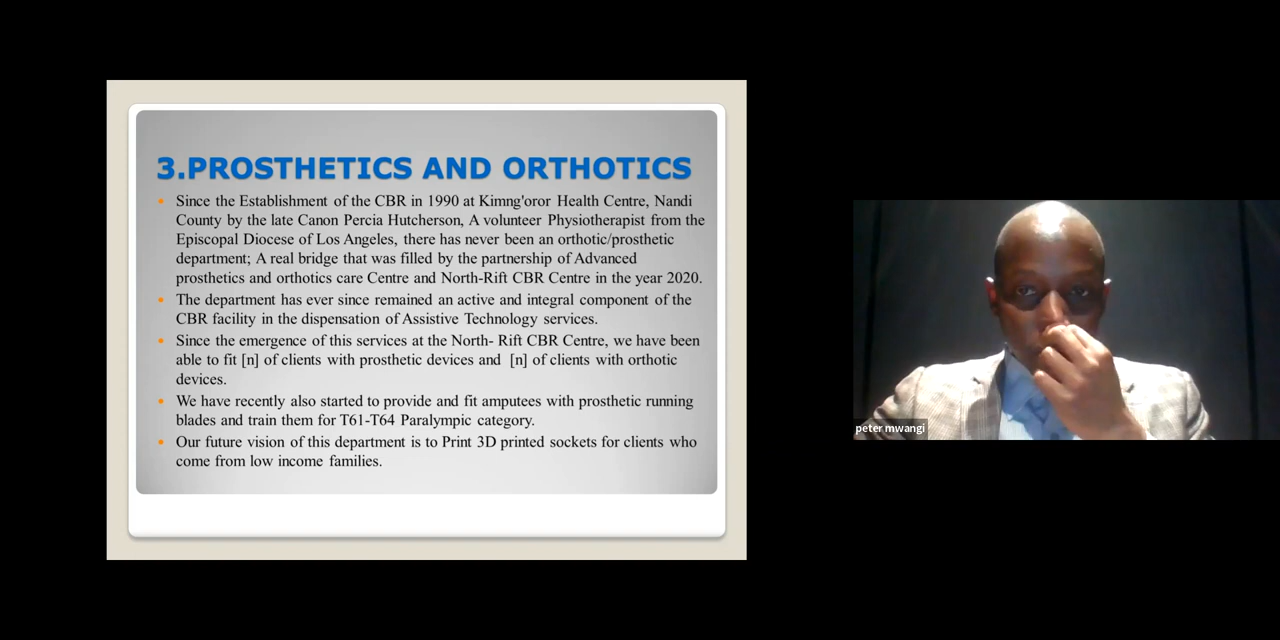 3.PROSTHETICS AND ORTHOTICS
Since the Establishment of the CBR in 1990 at Kimng'oror Health Centre, Nandi
County by the late Canon Percia Hutcherson, A volunteer Physiotherapist from the
Episcopal Diocese of Los Angeles, there has never been an orthotic/prosthetic
department; A real bridge that was filled by the partnership of Advanced
prosthetics and orthotics care Centre and North-Rift CBR Centre in the year 2020.
The department has ever since remained an active and integral component of the
CBR facility in the dispensation of Assistive Technology services.
Since the emergence of this services at the North- Rift CBR Centre, we have been
able to fit [n] of clients with prosthetic devices and [n] of clients with orthotic
devices.
We have recently also started to provide and fit amputees with prosthetic running
blades and train them for T61-T64 Paralympic category.
Our future vision of this department is to Print 3D printed sockets for clients who
come from low income families.
peter mwangi